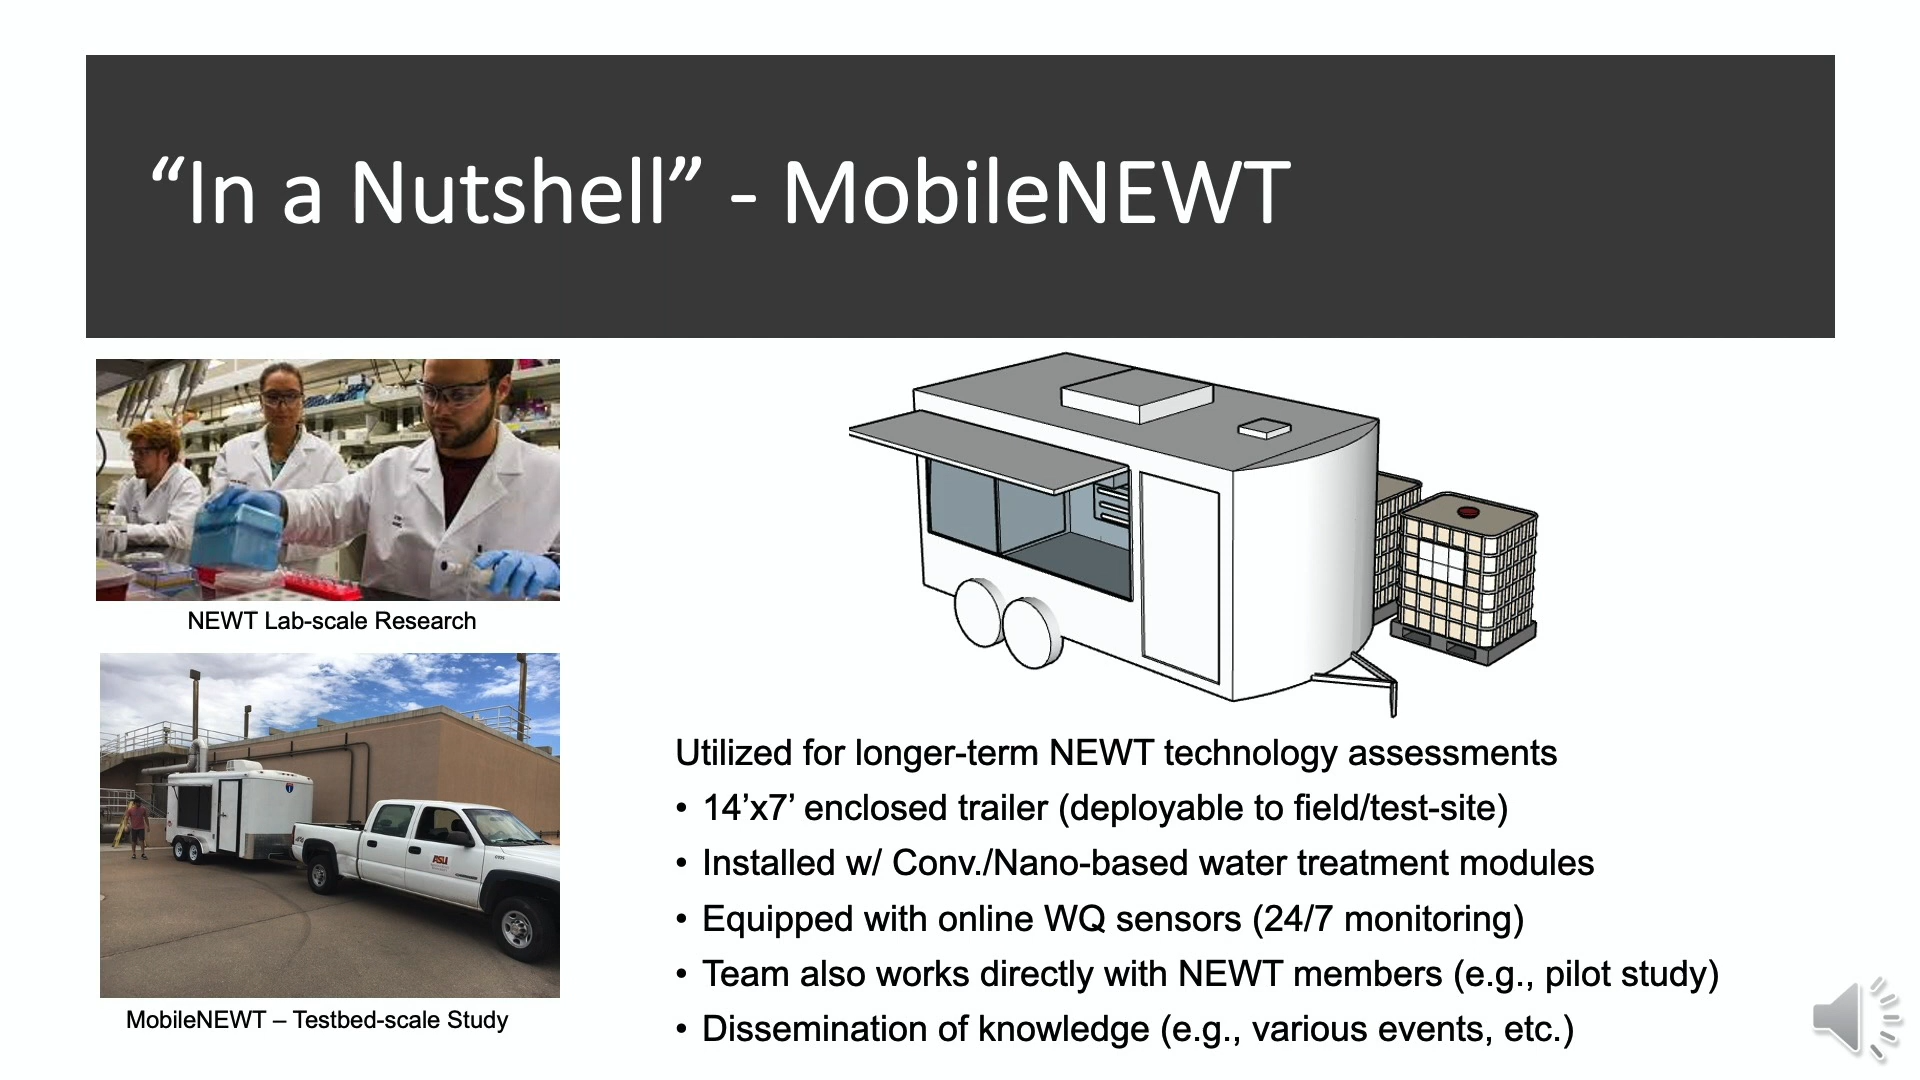 “In a Nutshell” - MobileNEWT
NEWT Lab-scale Research
MobileNEWT – Testbed-scale Study
ASU
Utilized for longer-term NEWT technology assessments
• 14’x7’ enclosed trailer (deployable to field/test-site)
• Installed w/ Conv./Nano-based water treatment modules
• Equipped with online WQ sensors (24/7 monitoring)
• Team also works directly with NEWT members (e.g., pilot study)
• Dissemination of knowledge (e.g., various events, etc.)